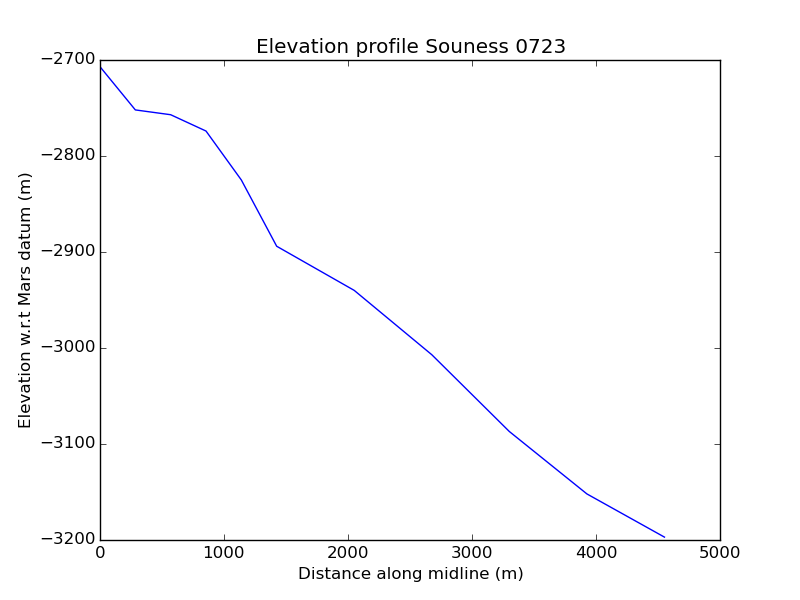 Elevation profile Souness 0723
−2700
−2800
−2900
−3000
−3100
−3200
Elevation w.r.t Mars datum (m)
0 1000 2000 3000 4000 5000
Distance along midline (m)